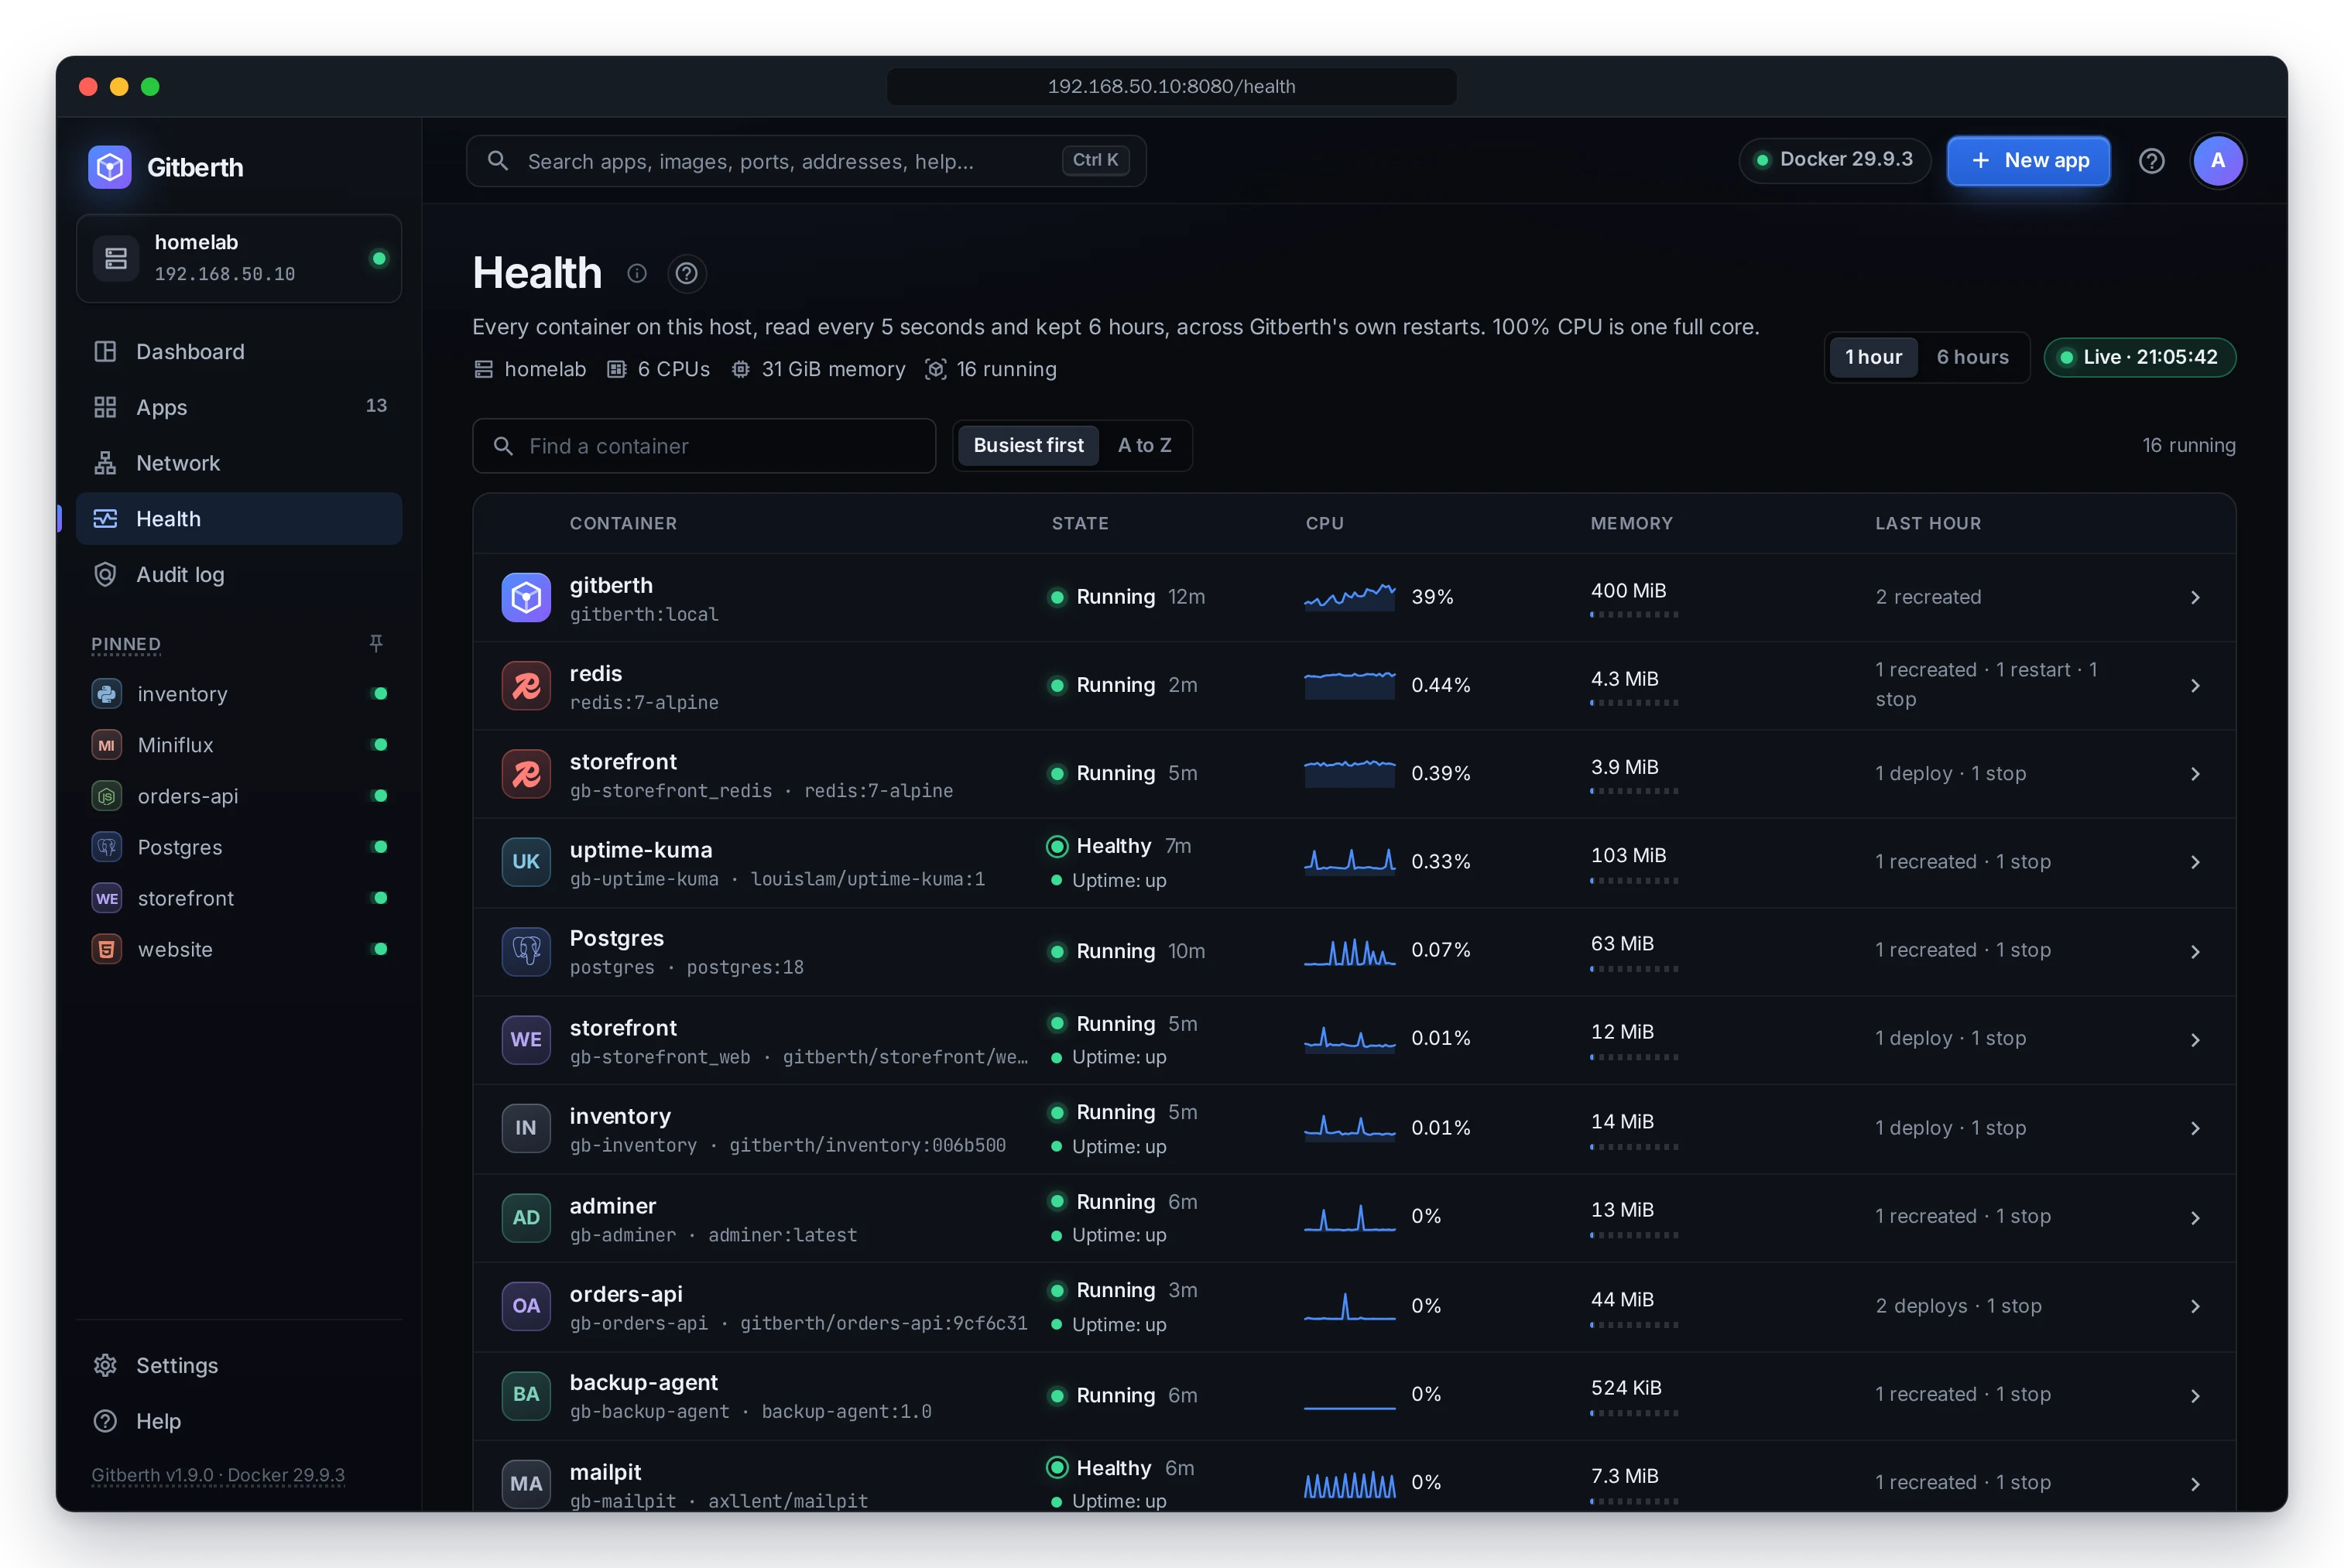 192.168.50.10:8080/health
Gitberth
Search apps, images, ports, addresses, help...
Ctrl K
Docker 29.9.3
New app
A
homelab
192.168.50.10
Dashboard
Apps 13
Network
Health
Audit log
PINNED
inventory
MI Miniflux
orders-api
Postgres
WE storefront
website
Settings
Help
Gitberth v1.9.0 · Docker 29.9.3
Health
Every container on this host, read every 5 seconds and kept 6 hours, across Gitberth's own restarts. 100% CPU is one full core.
homelab 6 CPUs 31 GiB memory 16 running
1 hour 6 hours Live · 21:05:42
Find a container
Busiest first A to Z
16 running
CONTAINER STATE CPU MEMORY LAST HOUR
gitberth Running 12m 39% 400 MiB 2 recreated
gitberth:local
redis Running 2m 0.44% 4.3 MiB 1 recreated · 1 restart · 1
redis:7-alpine stop
storefront Running 5m 0.39% 3.9 MiB 1 deploy · 1 stop
gb-storefront_redis · redis:7-alpine
UK uptime-kuma Healthy 7m 0.33% 103 MiB 1 recreated · 1 stop
gb-uptime-kuma · louislam/uptime-kuma:1 Uptime: up
Postgres Running 10m 0.07% 63 MiB 1 recreated · 1 stop
postgres · postgres:18
WE storefront Running 5m 0.01% 12 MiB 1 deploy · 1 stop
gb-storefront_web · gitberth/storefront/we… Uptime: up
IN inventory Running 5m 0.01% 14 MiB 1 deploy · 1 stop
gb-inventory · gitberth/inventory:006b500 Uptime: up
AD adminer Running 6m 0% 13 MiB 1 recreated · 1 stop
gb-adminer · adminer:latest Uptime: up
OA orders-api Running 3m 0% 44 MiB 2 deploys · 1 stop
gb-orders-api · gitberth/orders-api:9cf6c31 Uptime: up
BA backup-agent Running 6m 0% 524 KiB 1 recreated · 1 stop
gb-backup-agent · backup-agent:1.0
MA mailpit Healthy 6m 0% 7.3 MiB 1 recreated · 1 stop
gb-mailpit · axllent/mailpit Uptime: up